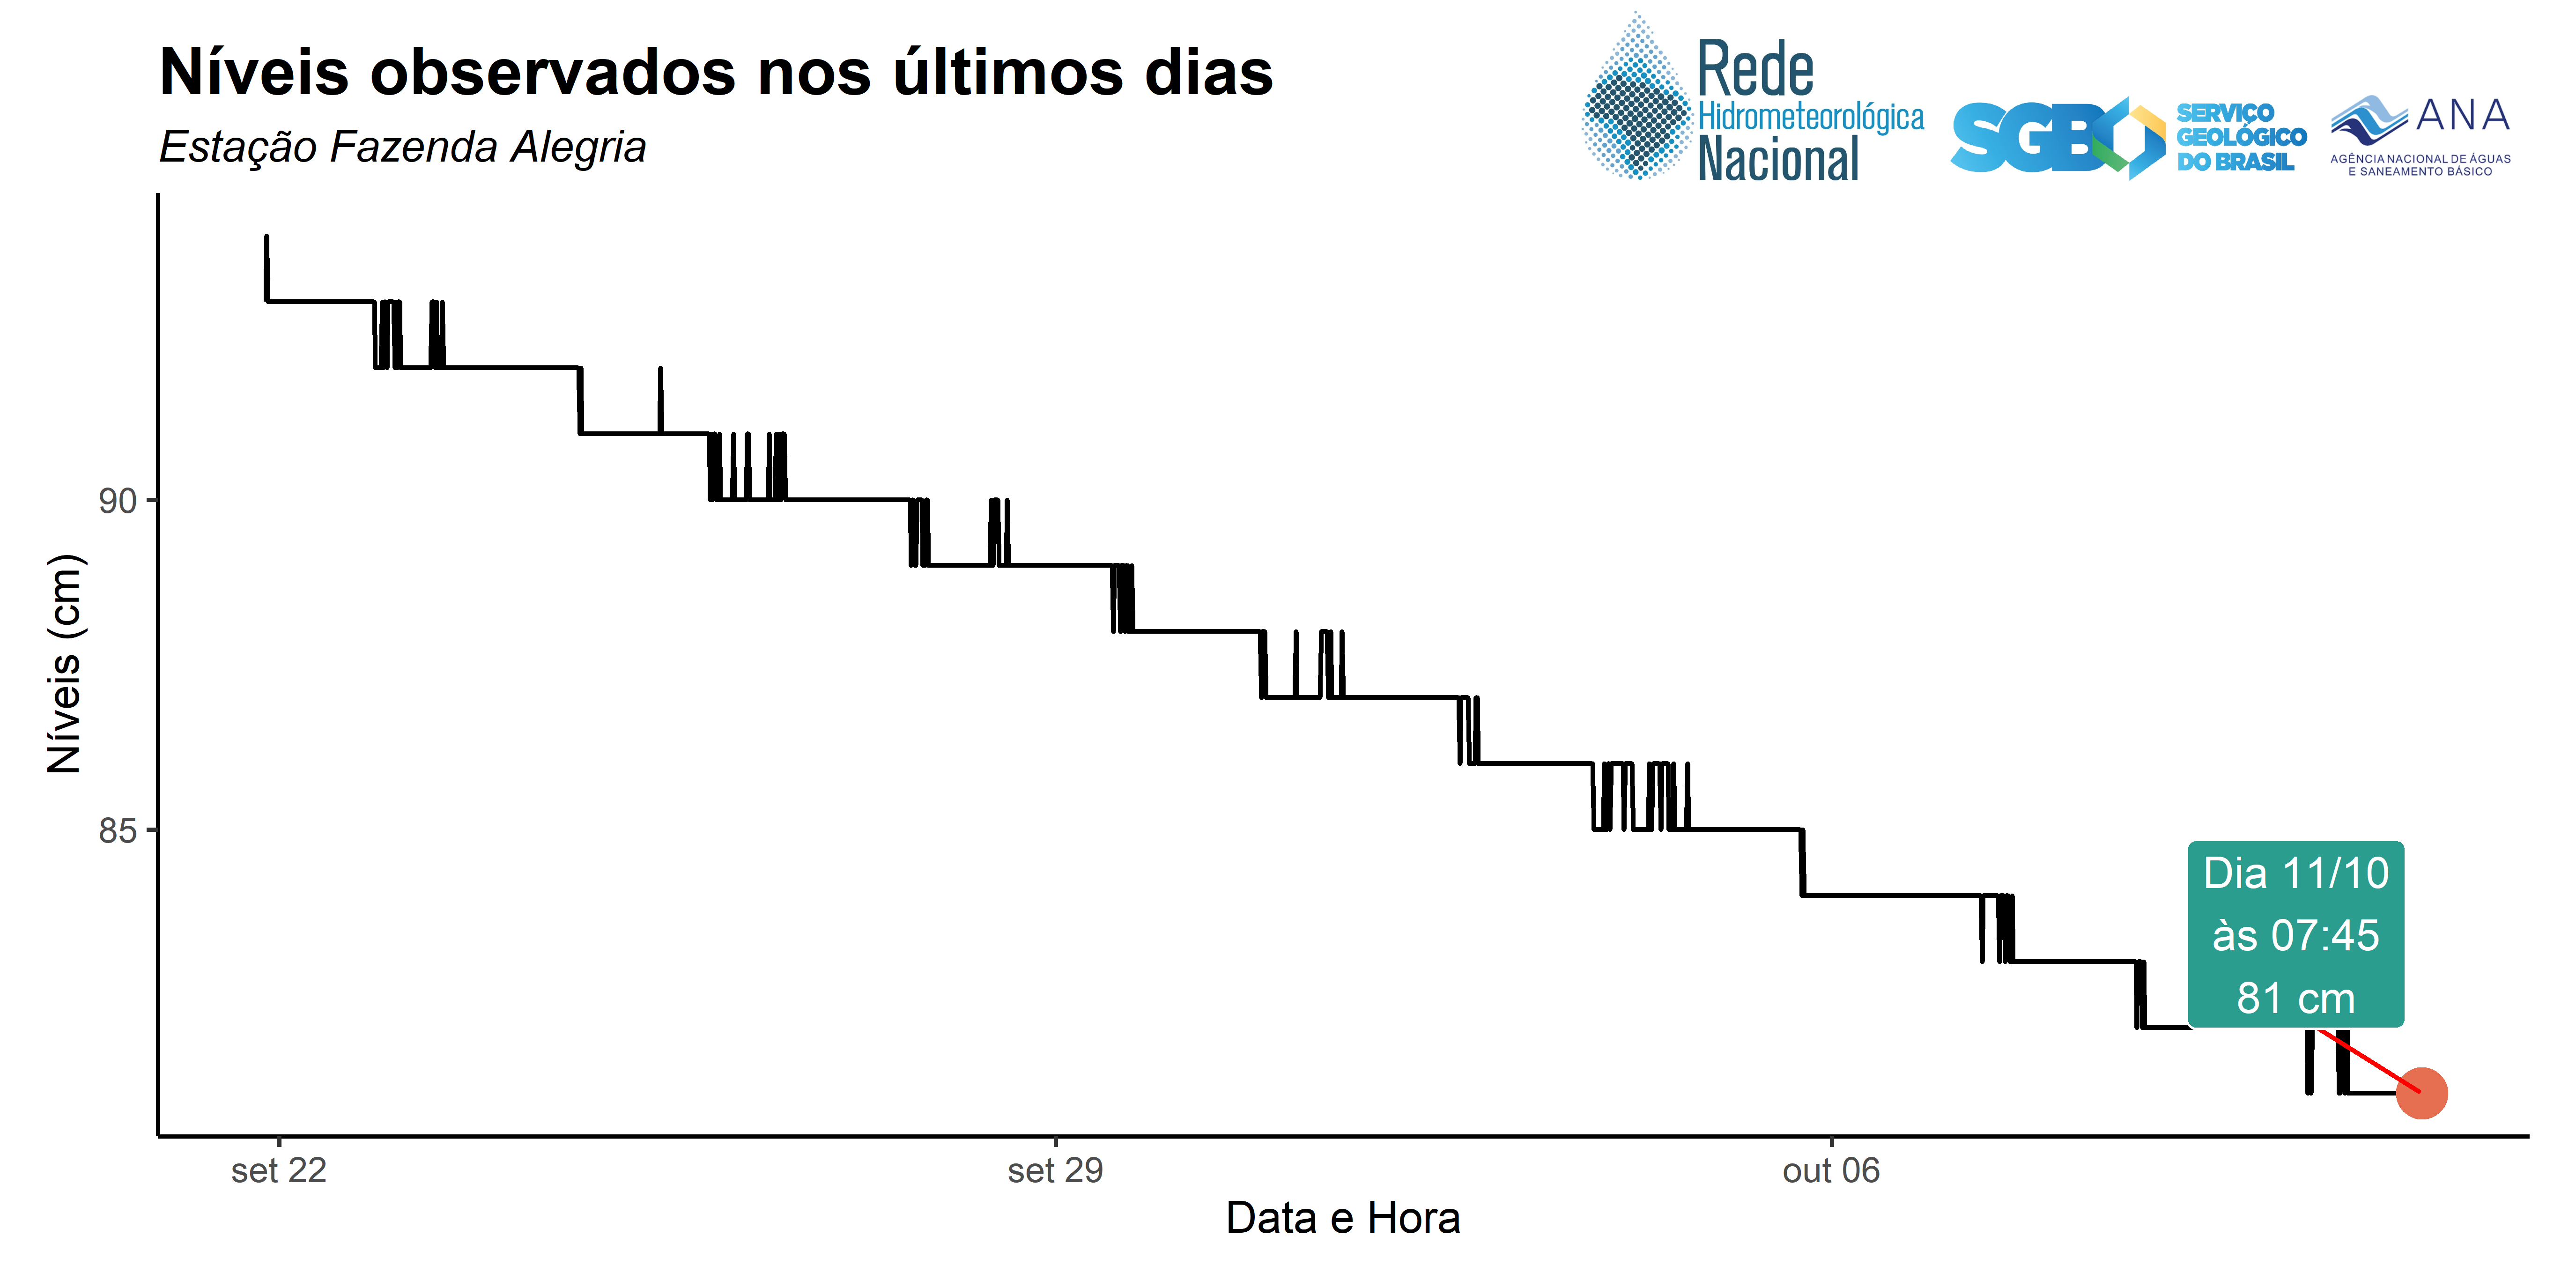 Níveis observados nos últimos dias
Estação Fazenda Alegria
Rede
Hidrometeorológica
Nacional
SGB
SERVIÇO
GEOLÓGICO
DO BRASIL
ANA
AGÊNCIA NACIONAL DE ÁGUAS
E SANEAMENTO BÁSICO
Níveis (cm)
90
85
Dia 11/10
às 07:45
81 cm
set 22
set 29
out 06
Data e Hora